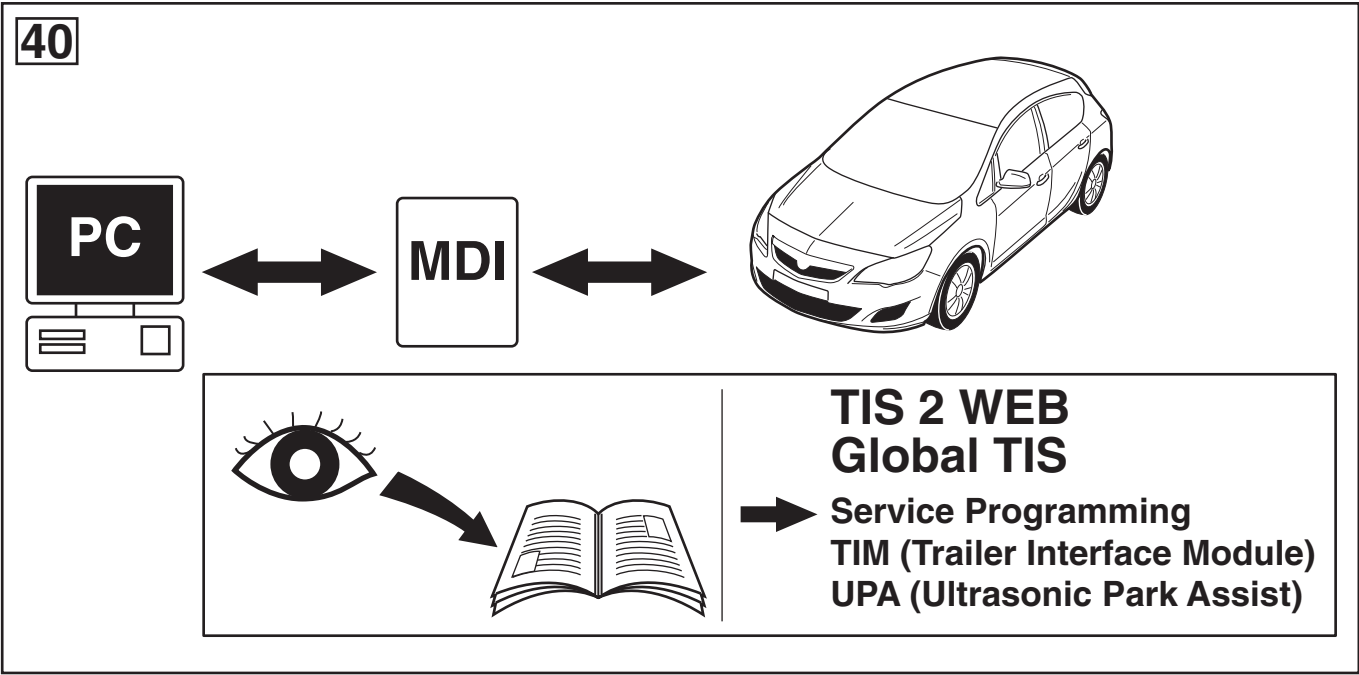 40
PC
MDI
TIS 2 WEB
Global TIS
Service Programming
TIM (Trailer Interface Module)
UPA (Ultrasonic Park Assist)